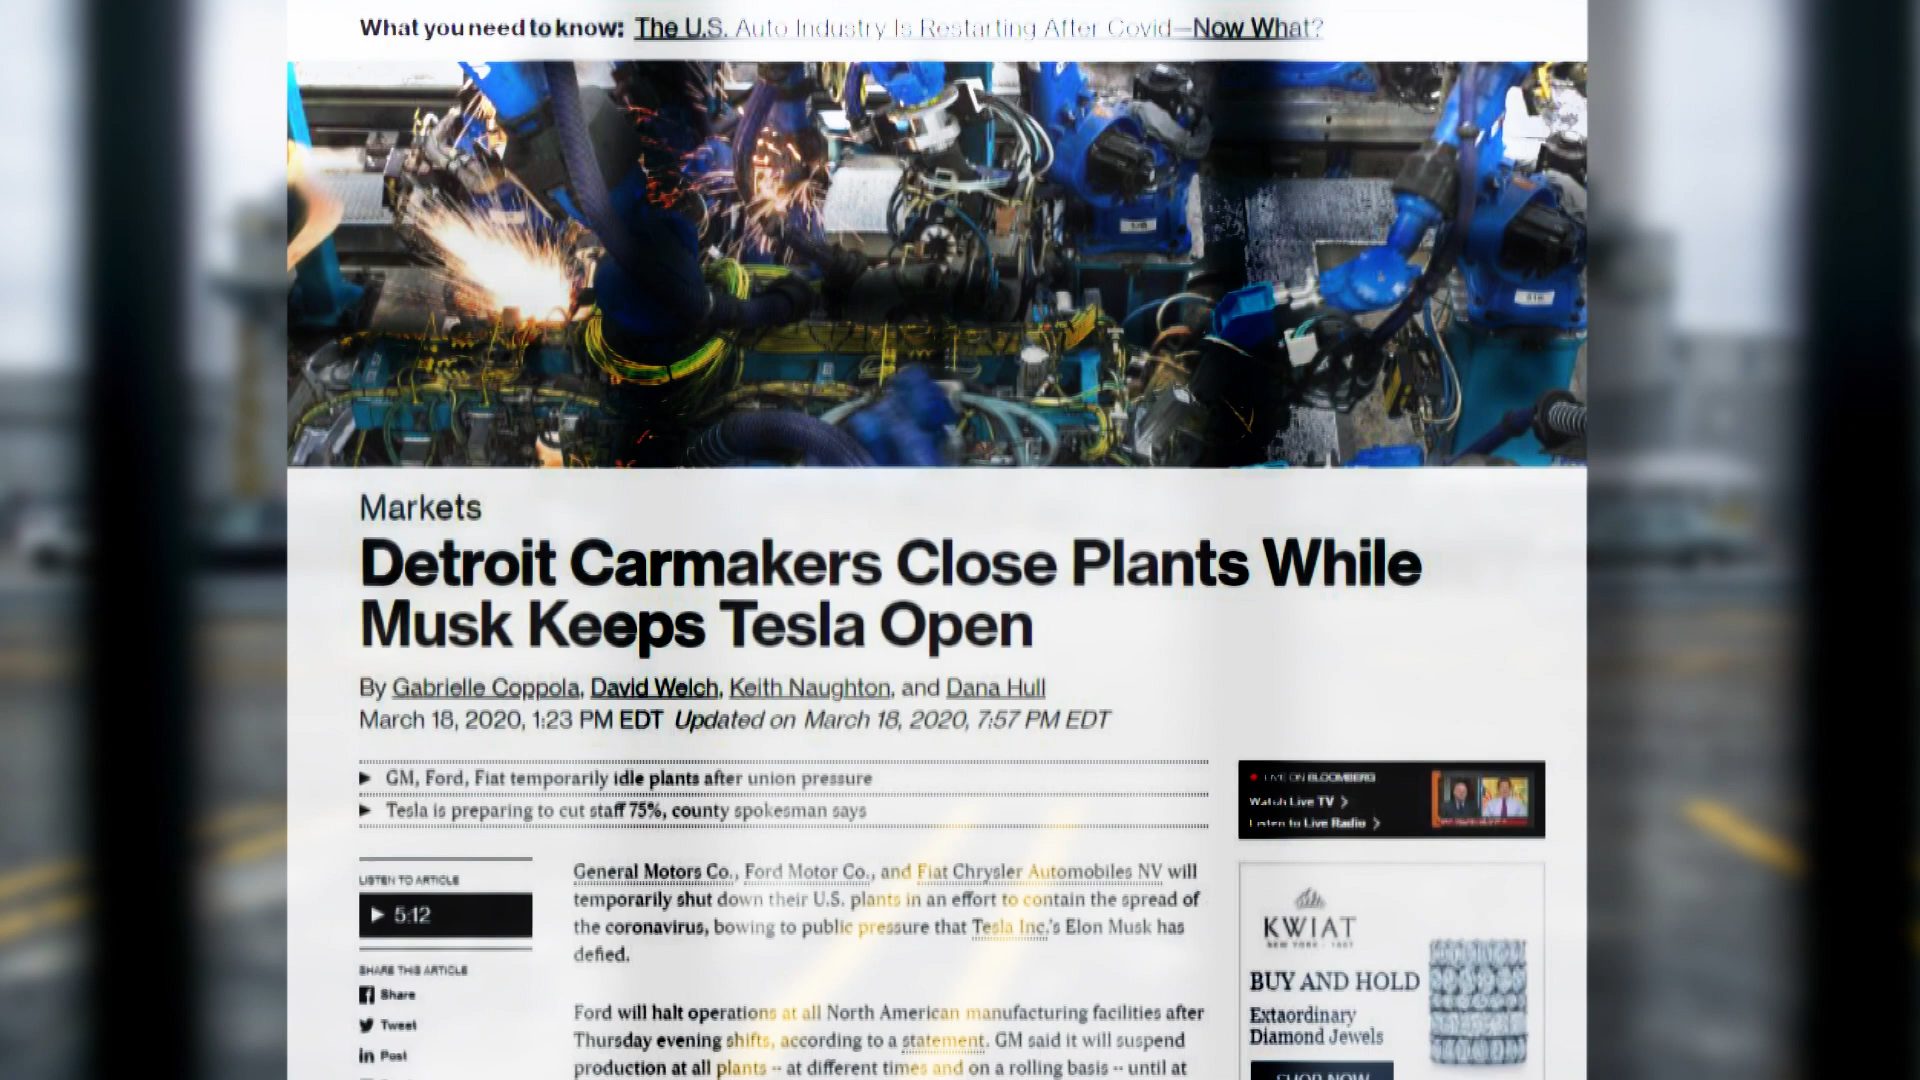 What you need to know: The U.S. Auto Industry Is Restarting After Covid—Now What?
Markets
Detroit Carmakers Close Plants While
Musk Keeps Tesla Open
By Gabrielle Coppola, David Welch, Keith Naughton, and Dana Hull
March 18, 2020, 1:23 PM EDT Updated on March 18, 2020, 7:57 PM EDT
GM, Ford, Fiat temporarily idle plants after union pressure
Tesla is preparing to cut staff 75%, county spokesman says
LIVE ON BLOOMBERG
Watch Live TV
Listen to Live Radio
LISTEN TO ARTICLE
5:12
SHARE THIS ARTICLE
Share
Tweet
in Post
General Motors Co., Ford Motor Co., and Fiat Chrysler Automobiles NV will
temporarily shut down their U.S. plants in an effort to contain the spread of
the coronavirus, bowing to public pressure that Tesla Inc.'s Elon Musk has
defied.
Ford will halt operations at all North American manufacturing facilities after
Thursday evening shifts, according to a statement. GM said it will suspend
production at all plants -- at different times and on a rolling basis -- until at
KWIAT
NEW YORK · 1907
BUY AND HOLD
Extaordinary
Diamond Jewels
SHOP NOW